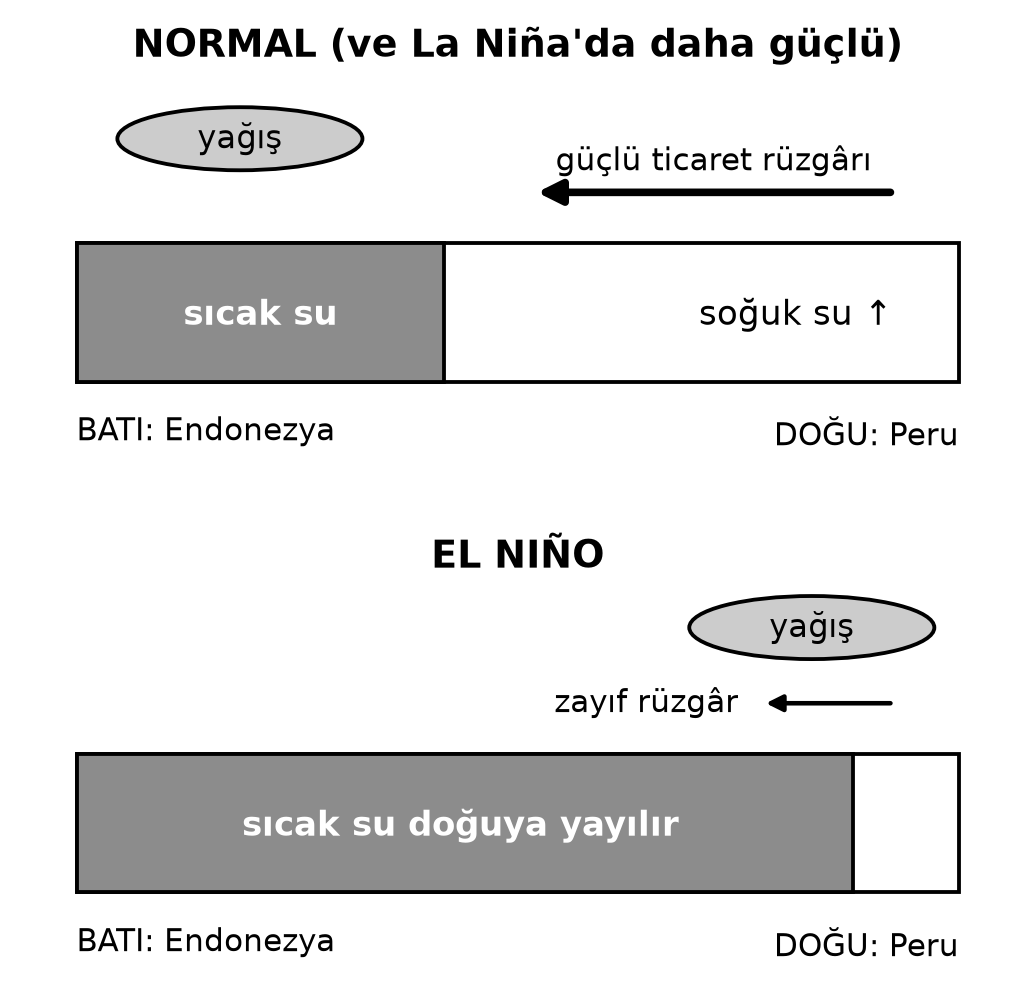 NORMAL (ve La Niña'da daha güçlü)
yağış
güçlü ticaret rüzgârı
sıcak su
soğuk su ↑
BATI: Endonezya
DOĞU: Peru
EL NIÑO
yağış
zayıf rüzgâr
sıcak su doğuya yayılır
BATI: Endonezya
DOĞU: Peru